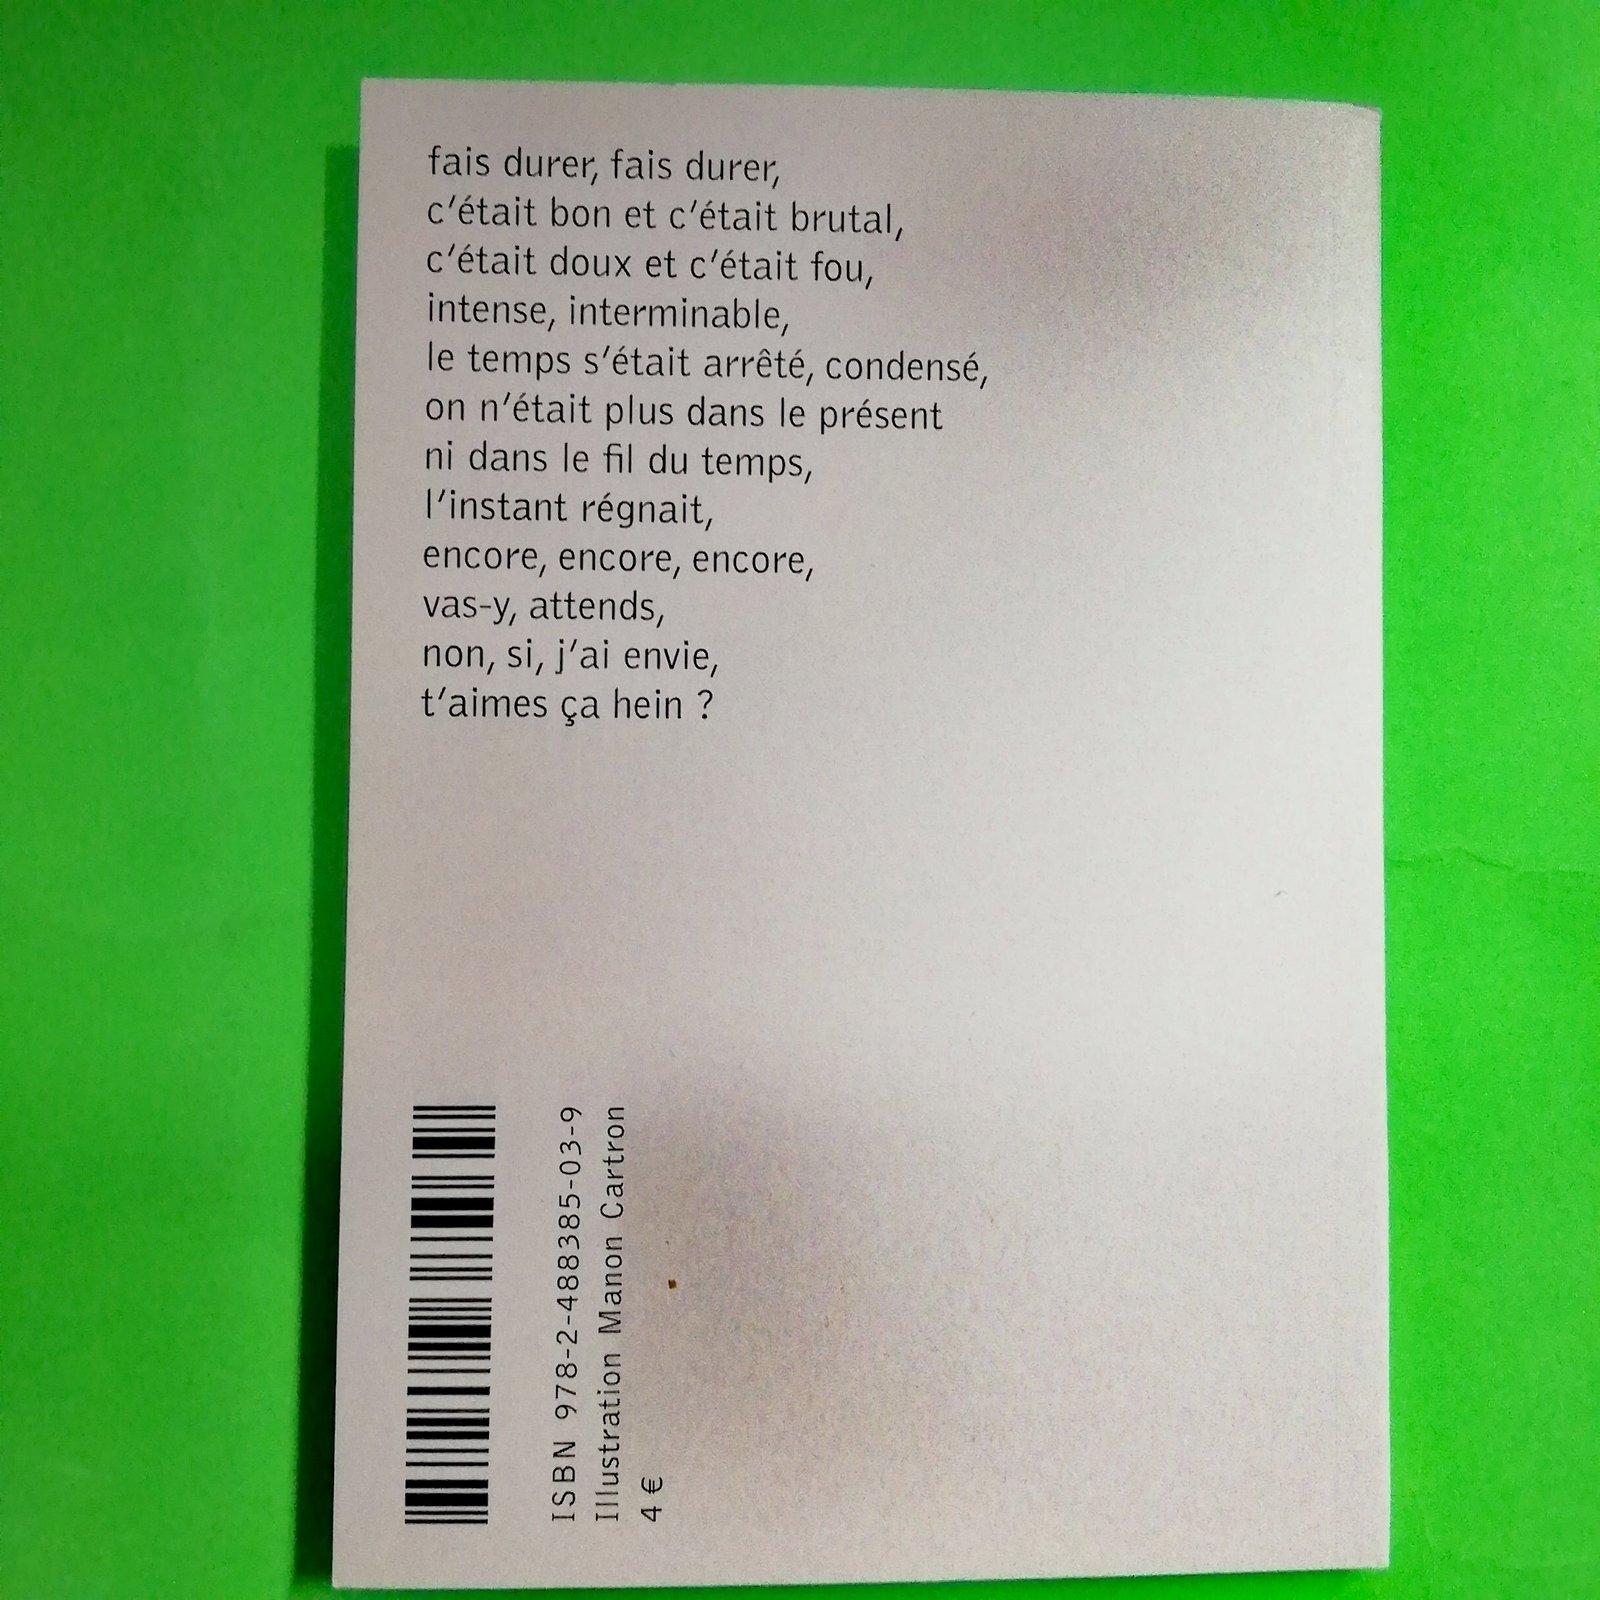 fais durer, fais durer,
c'était bon et c'était brutal,
c'était doux et c'était fou,
intense, interminable,
le temps s'était arrêté, condensé,
on n'était plus dans le présent
ni dans le fil du temps,
l'instant régnait,
encore, encore, encore,
vas-y, attends,
non, si, j'ai envie,
t'aimes ça hein ?
ISBN 978-2-488385-03-9
Illustration Manon Cartron
4 €